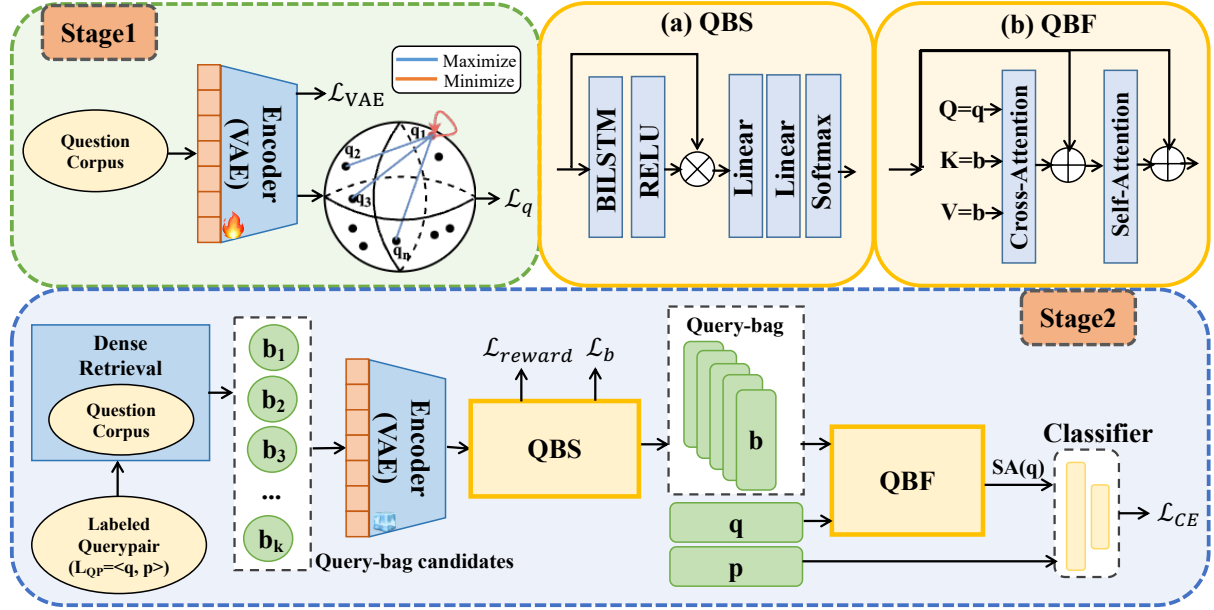 Stage1
Question
Corpus
Encoder
(VAE)
ℒVAE
Maximize
Minimize
q1
q2
q3
qn
ℒq
(a) QBS
BILSTM
RELU
Linear
Linear
Softmax
(b) QBF
Q=q
K=b
V=b
Cross-Attention
Self-Attention
Stage2
Dense
Retrieval
Question
Corpus
Labeled
Querypair
(LQP=<q, p>)
b1
b2
b3
...
bk
Query-bag candidates
Encoder
(VAE)
ℒreward
ℒb
QBS
Query-bag
b
q
p
QBF
SA(q)
Classifier
ℒCE